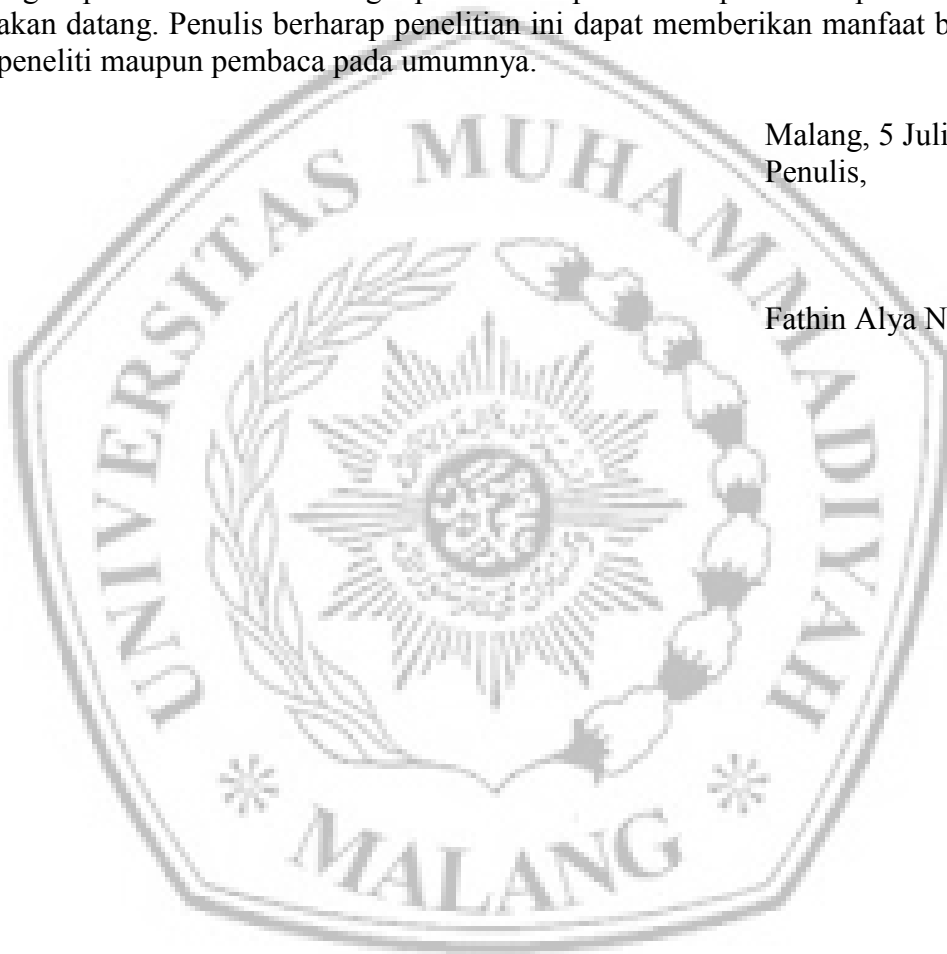 akan datang. Penulis berharap penelitian ini dapat memberikan manfaat
peneliti maupun pembaca pada umumnya.
Malang, 5 Juli
Penulis,
Fathin Alya N
UNIVERSITAS MUHAMMADIYAH
* MALANG *